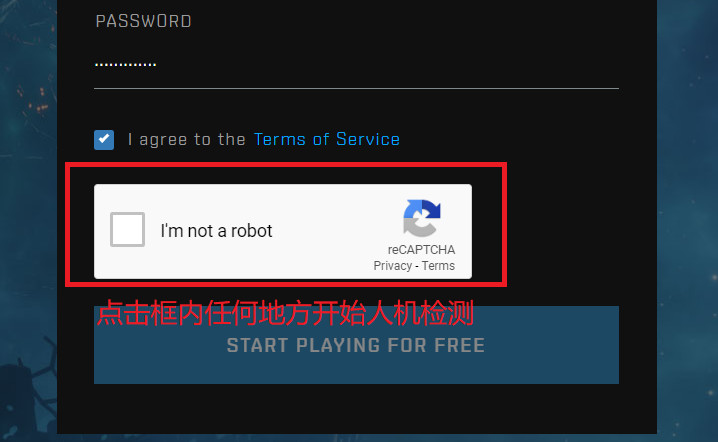 PASSWORD
.............
I agree to the Terms of Service
I'm not a robot
reCAPTCHA
Privacy - Terms
点击框内任何地方开始人机检测
START PLAYING FOR FREE